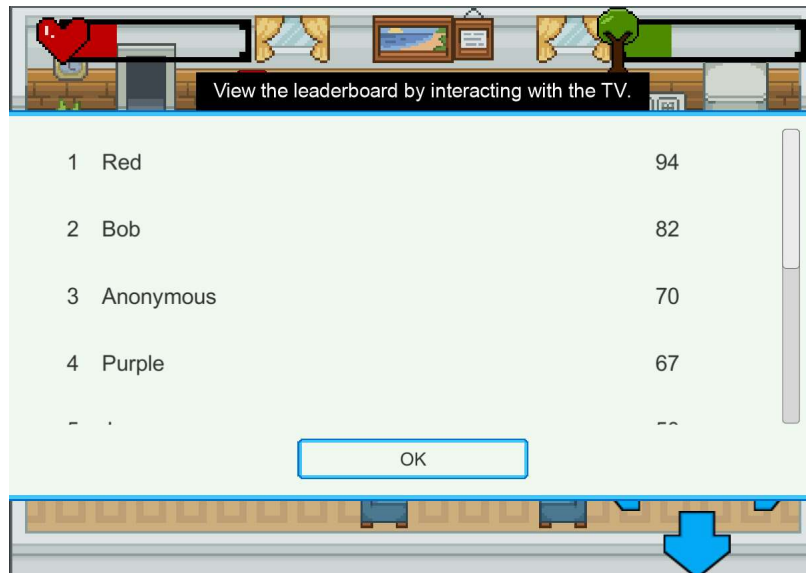 View the leaderboard by interacting with the TV.
1 Red 94
2 Bob 82
3 Anonymous 70
4 Purple 67
OK